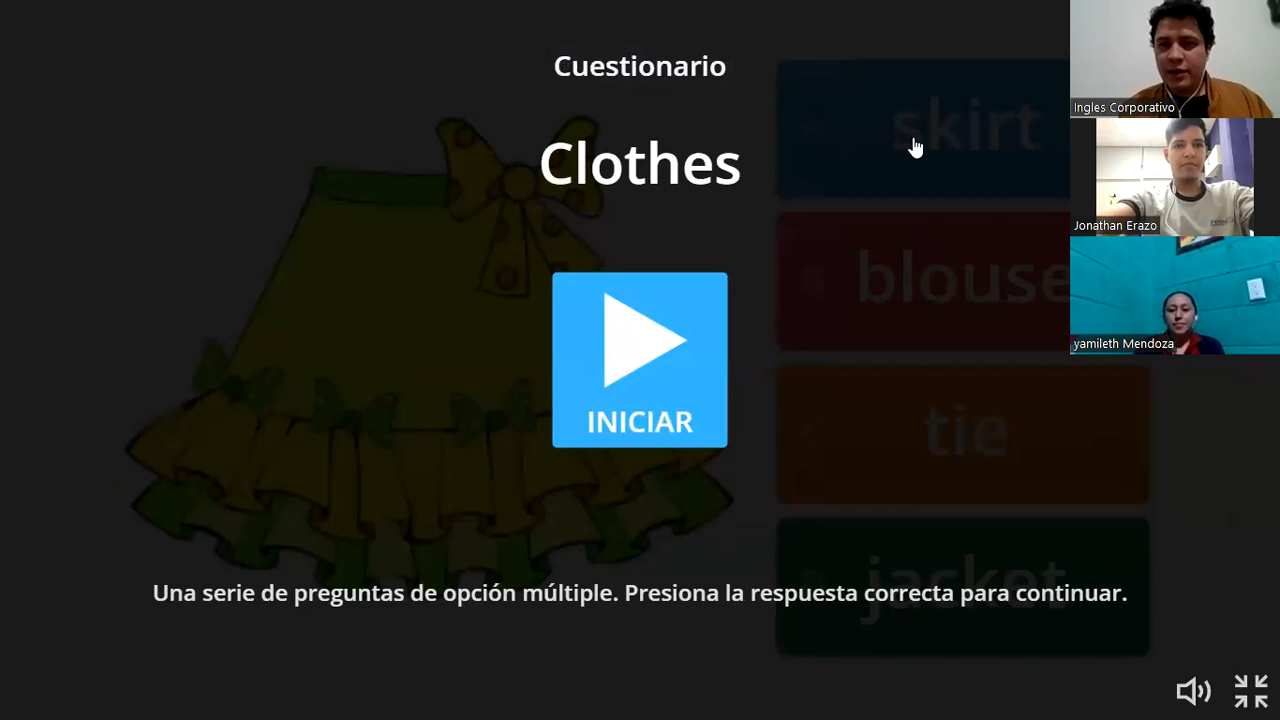 Cuestionario
Clothes
skirt
blouse
tie
jacket
INICIAR
Una serie de preguntas de opción múltiple. Presiona la respuesta correcta para continuar.
Ingles Corporativo
Jonathan Erazo
yamileth Mendoza